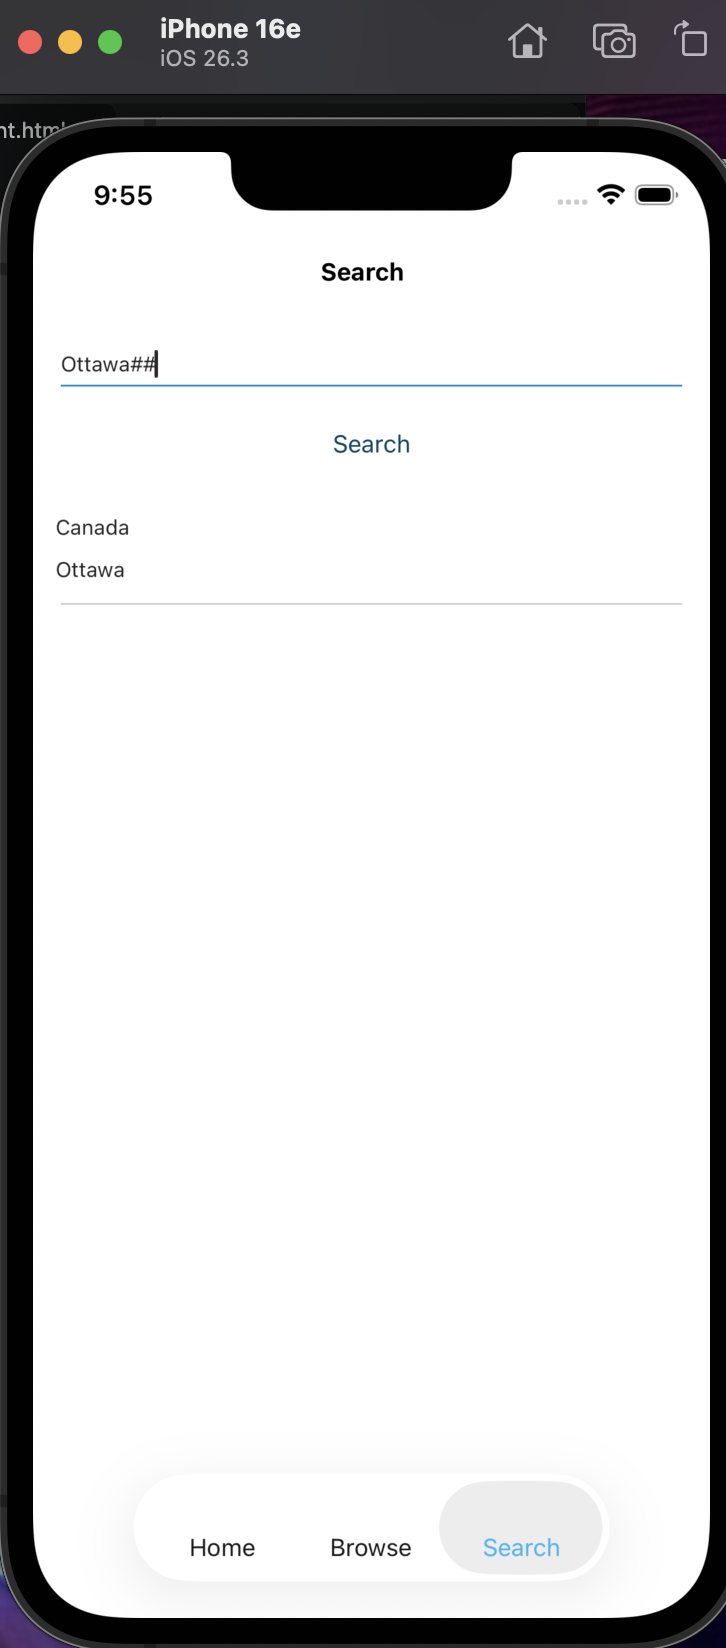 iPhone 16e
iOS 26.3
nt.html
9:55
Search
Ottawa##
Search
Canada
Ottawa
Home
Browse
Search